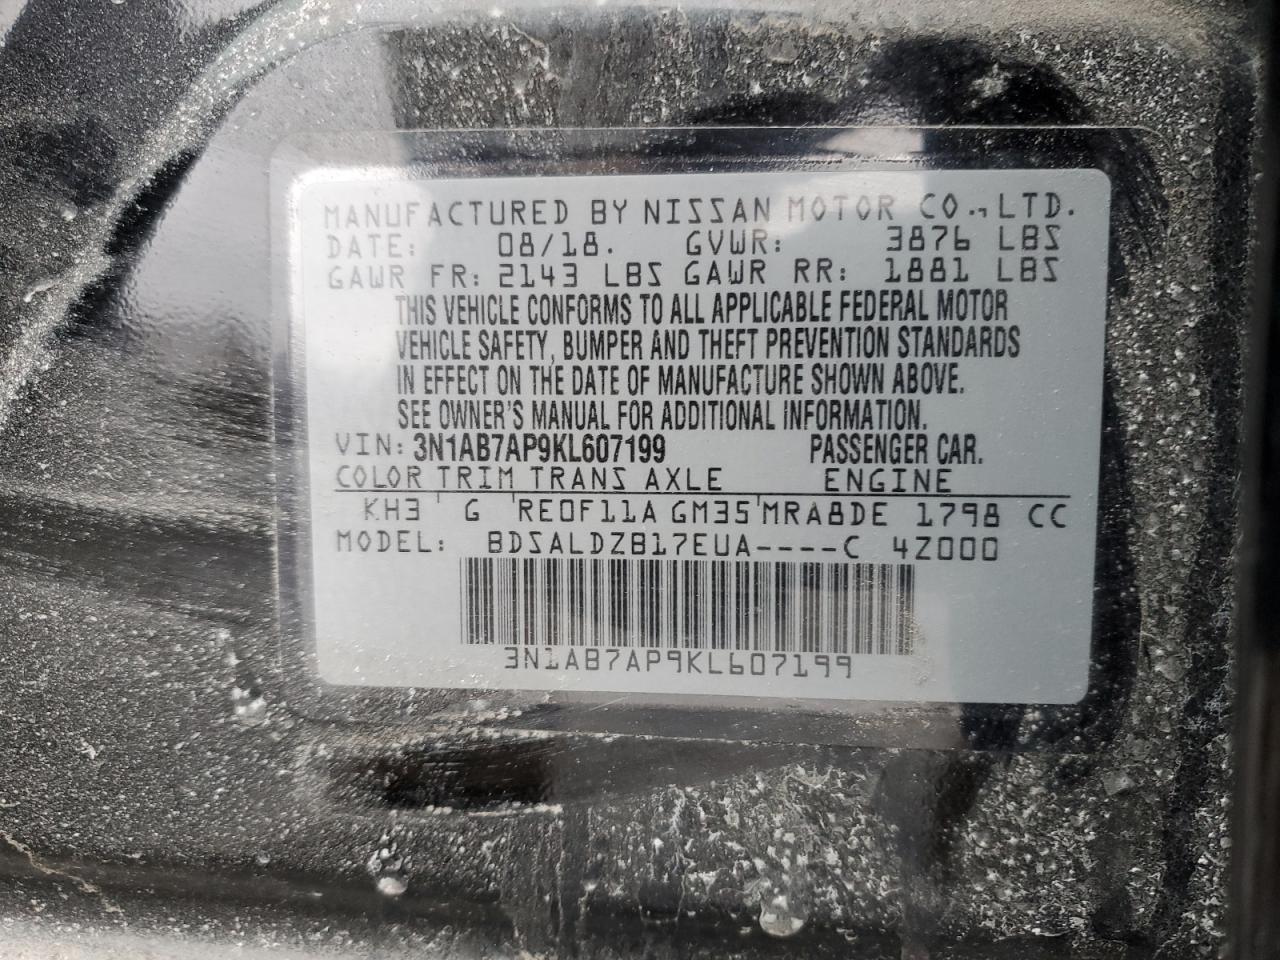 MANUFACTURED BY NISSAN MOTOR CO., LTD.
DATE: 08/18. GVWR: 3876 LBS
GAWR FR: 2143 LBS GAWR RR: 1881 LBS
THIS VEHICLE CONFORMS TO ALL APPLICABLE FEDERAL MOTOR
VEHICLE SAFETY, BUMPER AND THEFT PREVENTION STANDARDS
IN EFFECT ON THE DATE OF MANUFACTURE SHOWN ABOVE.
SEE OWNER'S MANUAL FOR ADDITIONAL INFORMATION.
VIN: 3N1AB7AP9KL607199 PASSENGER CAR.
COLOR TRIM TRANS AXLE ENGINE
KH3 G RE0F11A GM35 MRA8DE 1798 CC
MODEL: BDSALDZB17EUA----C 4Z000
3N1AB7AP9KL607199